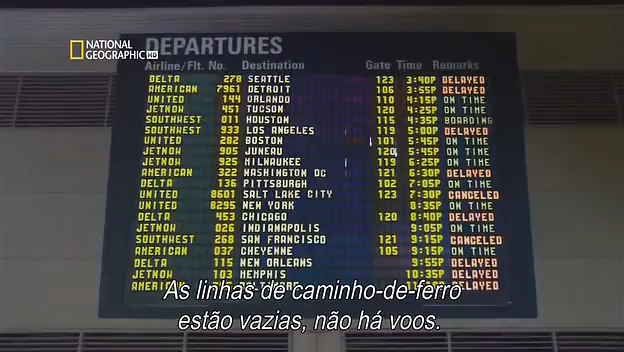 NATIONAL
GEOGRAPHIC HD
DEPARTURES
Airline/Flt. No. Destination Gate Time Remarks
DELTA 278 SEATTLE 123 3:40P DELAYED
AMERICAN 7961 DETROIT 106 3:55P DELAYED
UNITED 144 ORLANDO 110 4:15P ON TIME
JETNOW 451 TUCSON 120 4:25P ON TIME
SOUTHWEST 011 HOUSTON 115 4:35P BOARDING
SOUTHWEST 933 LOS ANGELES 119 5:00P DELAYED
UNITED 282 BOSTON 101 5:45P ON TIME
JETNOW 905 JUNEAU 120 5:45P ON TIME
JETNOW 925 MILWAUKEE 119 6:25P ON TIME
AMERICAN 322 WASHINGTON DC 121 6:30P DELAYED
DELTA 136 PITTSBURGH 102 7:05P ON TIME
UNITED 8601 SALT LAKE CITY 123 7:30P CANCELED
UNITED 8295 NEW YORK 8:35P ON TIME
DELTA 453 CHICAGO 120 8:40P DELAYED
JETNOW 026 INDIANAPOLIS 9:05P ON TIME
SOUTHWEST 268 SAN FRANCISCO 121 9:15P CANCELED
AMERICAN 037 CHEYENNE 105 9:15P ON TIME
DELTA 115 NEW ORLEANS 9:55P DELAYED
JETNOW 103 MEMPHIS 10:35P DELAYED
DELAYED
As linhas de caminho-de-ferro
estão vazias, não há voos.